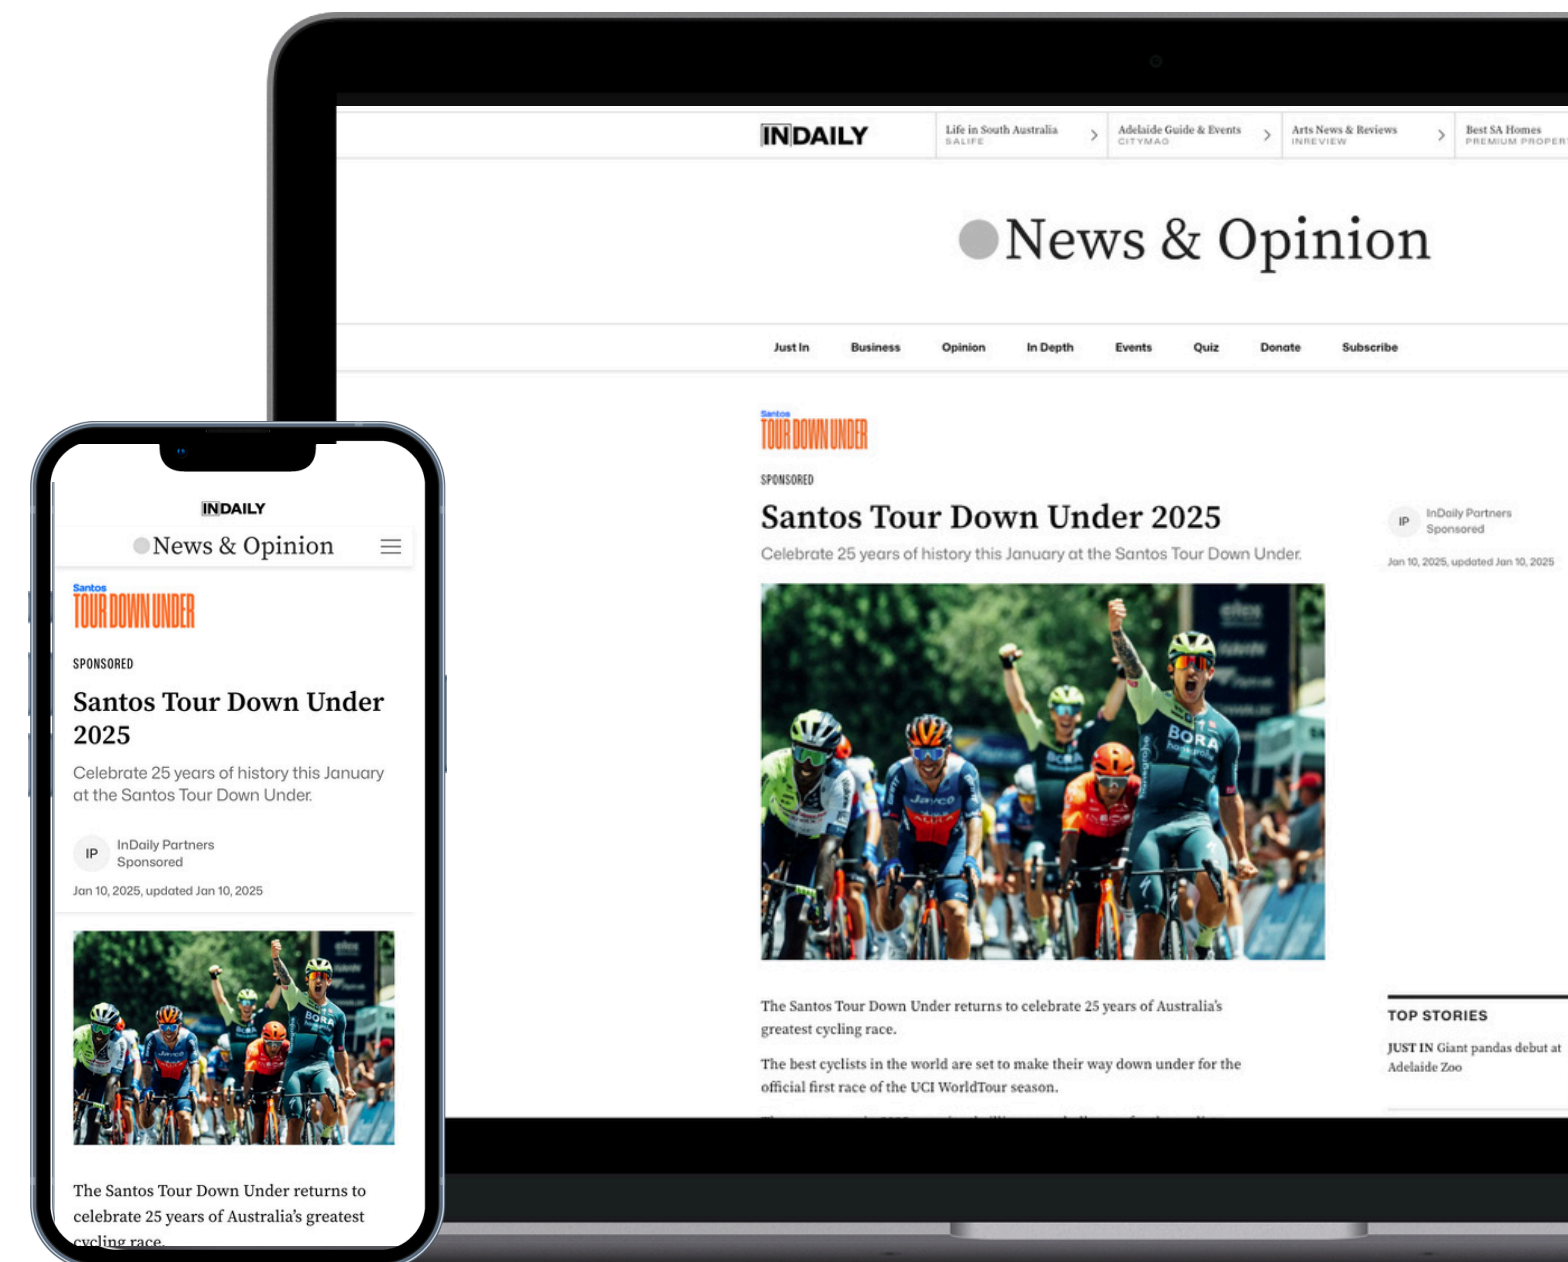 INDAILY
Life in South Australia
SALIFE
Adelaide Guide & Events
CITYMAG
Arts News & Reviews
INREVIEW
Best SA Homes
PREMIUM
News & Opinion
Just In
Business
Opinion
In Depth
Events
Quiz
Donate
Subscribe
Santos
TOUR DOWN UNDER
SPONSORED
Santos Tour Down Under 2025
Celebrate 25 years of history this January at the Santos Tour Down Under.
IP
InDaily Partners
Sponsored
Jan 10, 2025, updated Jan 10, 2025
BORA
Jayco
The Santos Tour Down Under returns to celebrate 25 years of Australia's
greatest cycling race.
The best cyclists in the world are set to make their way down under for the
official first race of the UCI WorldTour season.
TOP STORIES
JUST IN Giant pandas debut at
Adelaide Zoo
INDAILY
News & Opinion
Santos
TOUR DOWN UNDER
SPONSORED
Santos Tour Down Under
2025
Celebrate 25 years of history this January
at the Santos Tour Down Under.
IP
InDaily Partners
Sponsored
Jan 10, 2025, updated Jan 10, 2025
BORA
The Santos Tour Down Under returns to
celebrate 25 years of Australia's greatest
cycling race.